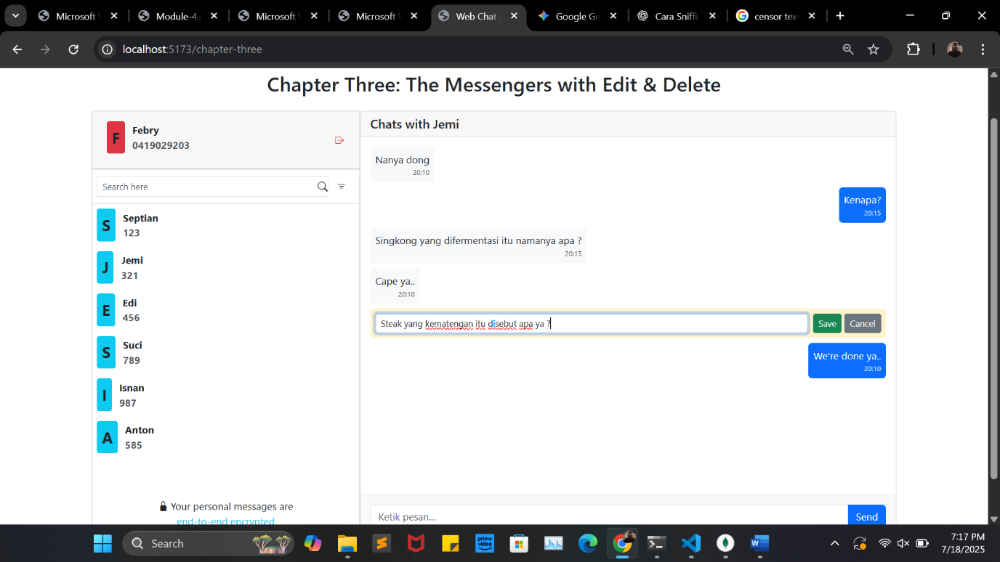 Microsoft
Module-4.
Microsoft
Microsoft
Web Chat
Google Ge
Cara Sniffi
censor tex
localhost:5173/chapter-three
Chapter Three: The Messengers with Edit & Delete
F
Febry
0419029203
Search here
S
Septian
123
J
Jemi
321
E
Edi
456
S
Suci
789
I
Isnan
987
A
Anton
585
Your personal messages are
end-to-end encrypted
Chats with Jemi
Nanya dong
20:10
Kenapa?
20:15
Singkong yang difermentasi itu namanya apa ?
20:15
Cape ya..
20:10
Steak yang kematengan itu disebut apa ya ?
Save
Cancel
We're done ya..
20:10
Ketik pesan...
Send
Search
prime video
7:17 PM
7/18/2025